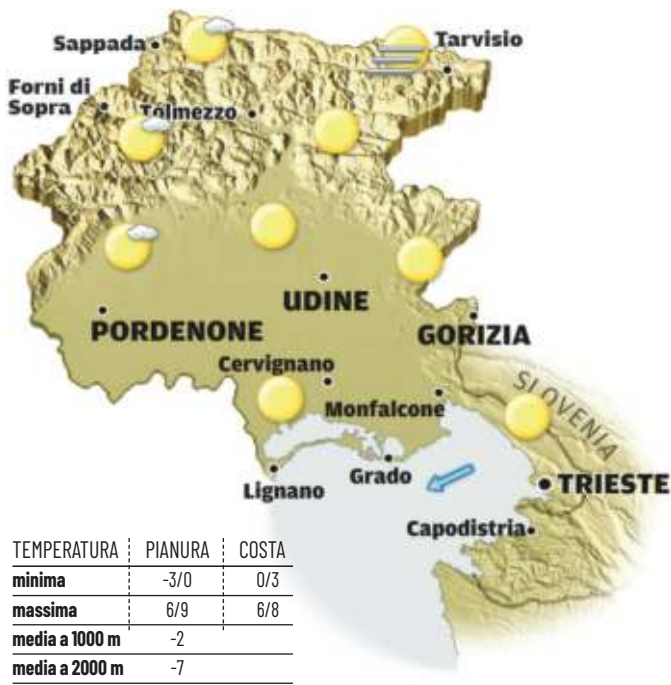 Sappada
Tarvisio
Forni di
Sopra
Tolmezzo
UDINE
PORDENONE
GORIZIA
Cervignano
SLOVENIA
Monfalcone
Grado
Lignano
TRIESTE
Capodistria
TEMPERATURA PIANURA COSTA
minima -3/0 0/3
massima 6/9 6/8
media a 1000 m -2
media a 2000 m -7